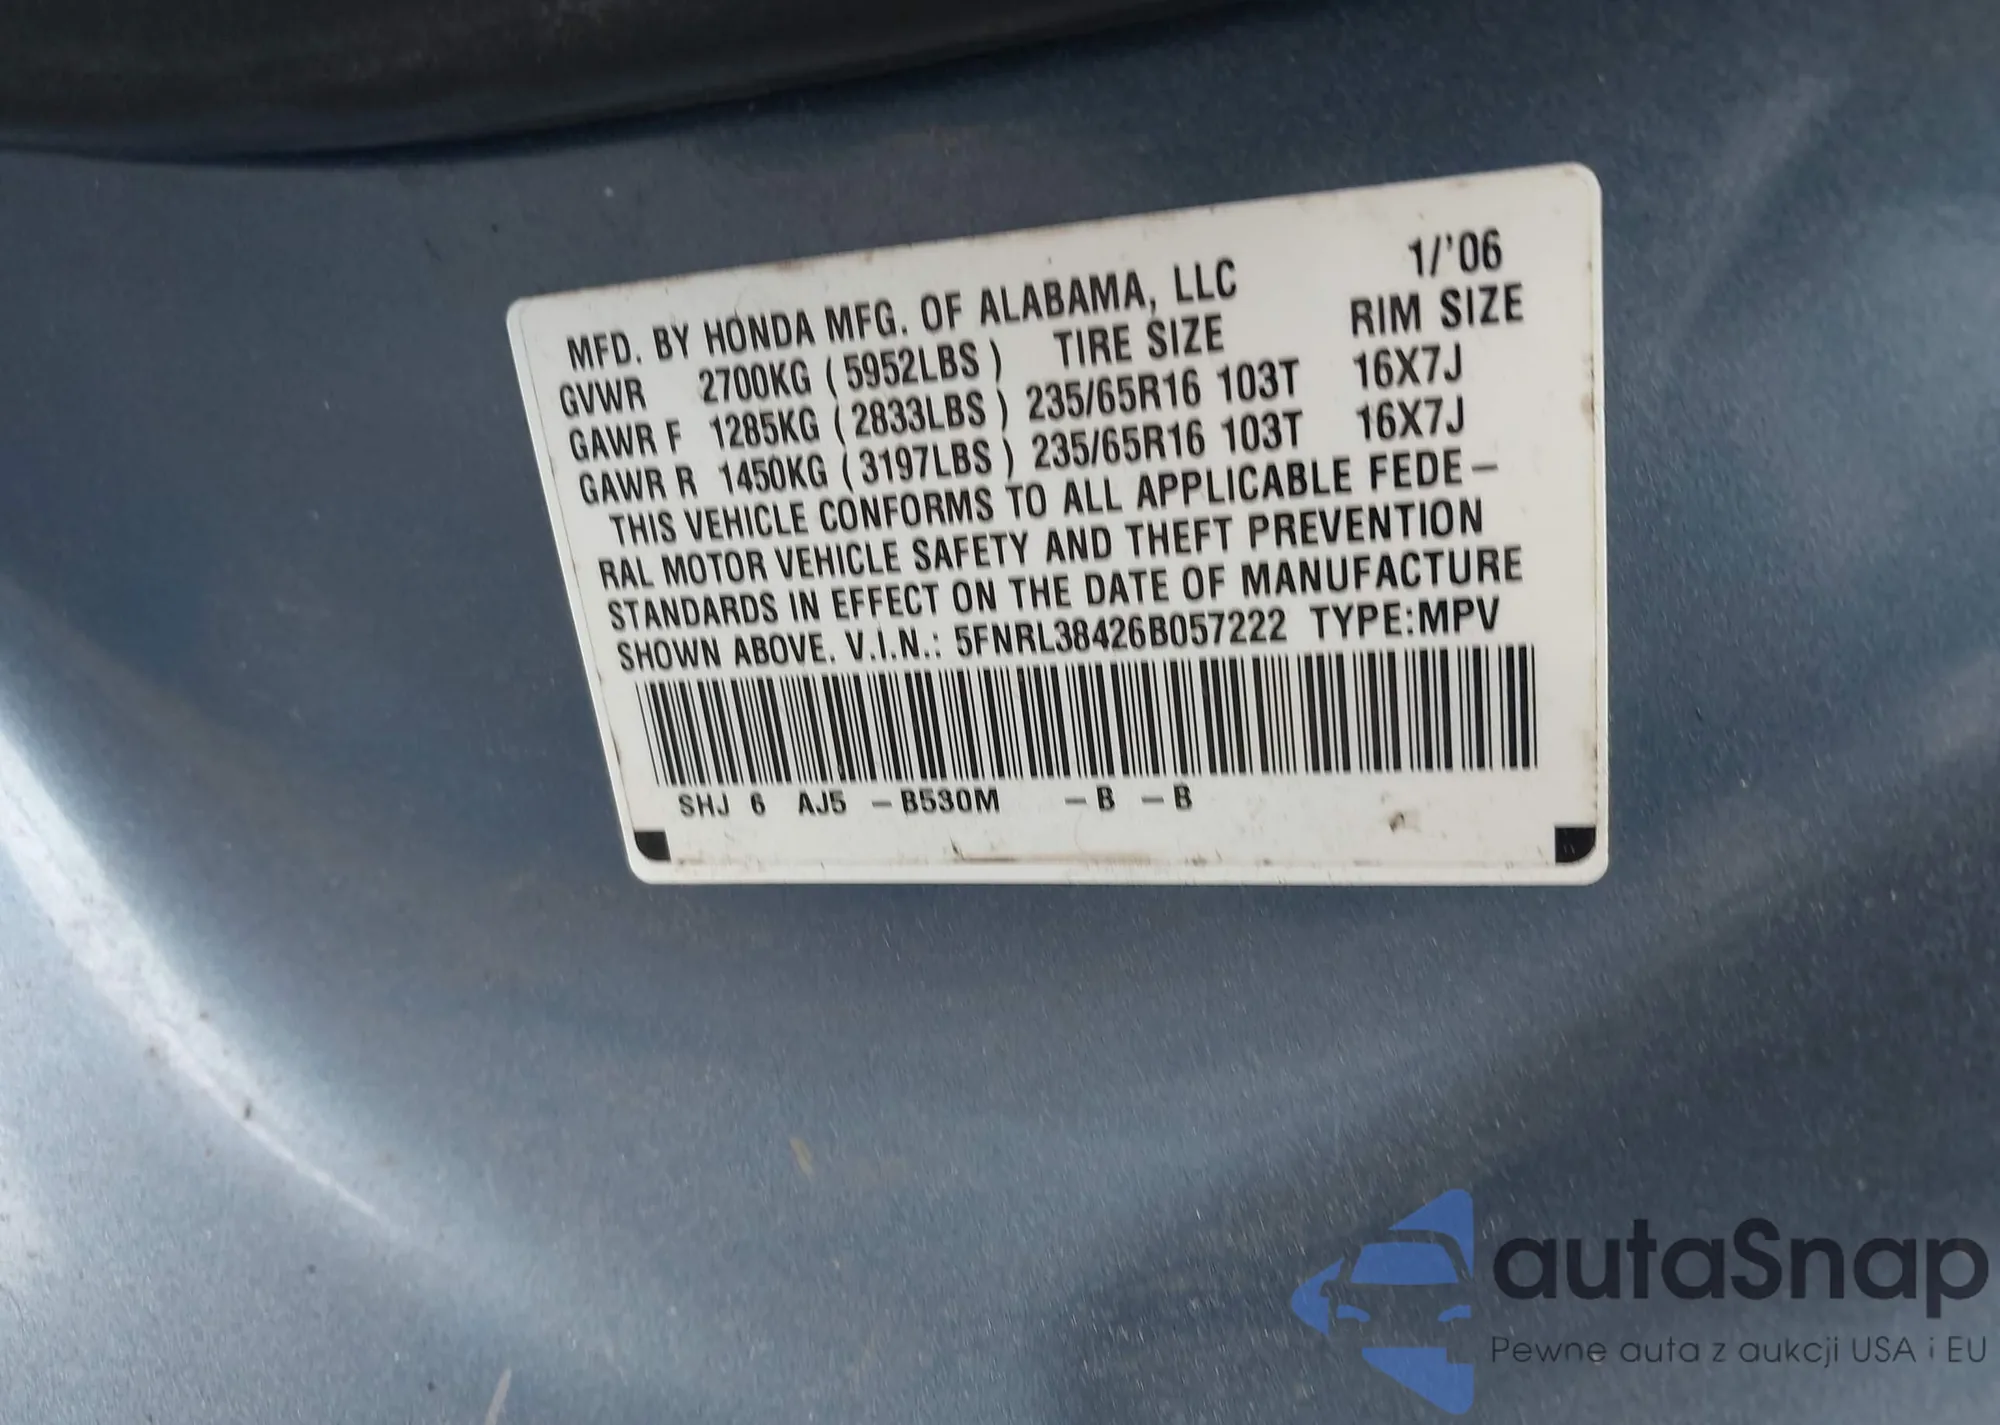 1/'06
MFD. BY HONDA MFG. OF ALABAMA, LLC
TIRE SIZE RIM SIZE
GVWR 2700KG (5952LBS)
GAWR F 1285KG (2833LBS) 235/65R16 103T 16X7J
GAWR R 1450KG (3197LBS) 235/65R16 103T 16X7J
THIS VEHICLE CONFORMS TO ALL APPLICABLE FEDE-
RAL MOTOR VEHICLE SAFETY AND THEFT PREVENTION
STANDARDS IN EFFECT ON THE DATE OF MANUFACTURE
SHOWN ABOVE. V.I.N.: 5FNRL38426B057222 TYPE:MPV
SHJ 6 AJ5 -B530M -B -B
autaSnap
Pewne auta z aukcji USA i EU